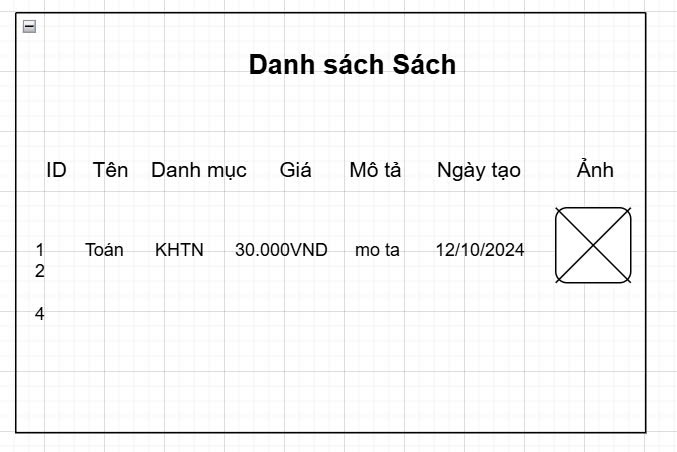 Danh sách Sách
ID Tên Danh mục Giá Mô tả Ngày tạo Ảnh
1 Toán KHTN 30.000VND mo ta 12/10/2024
2
4